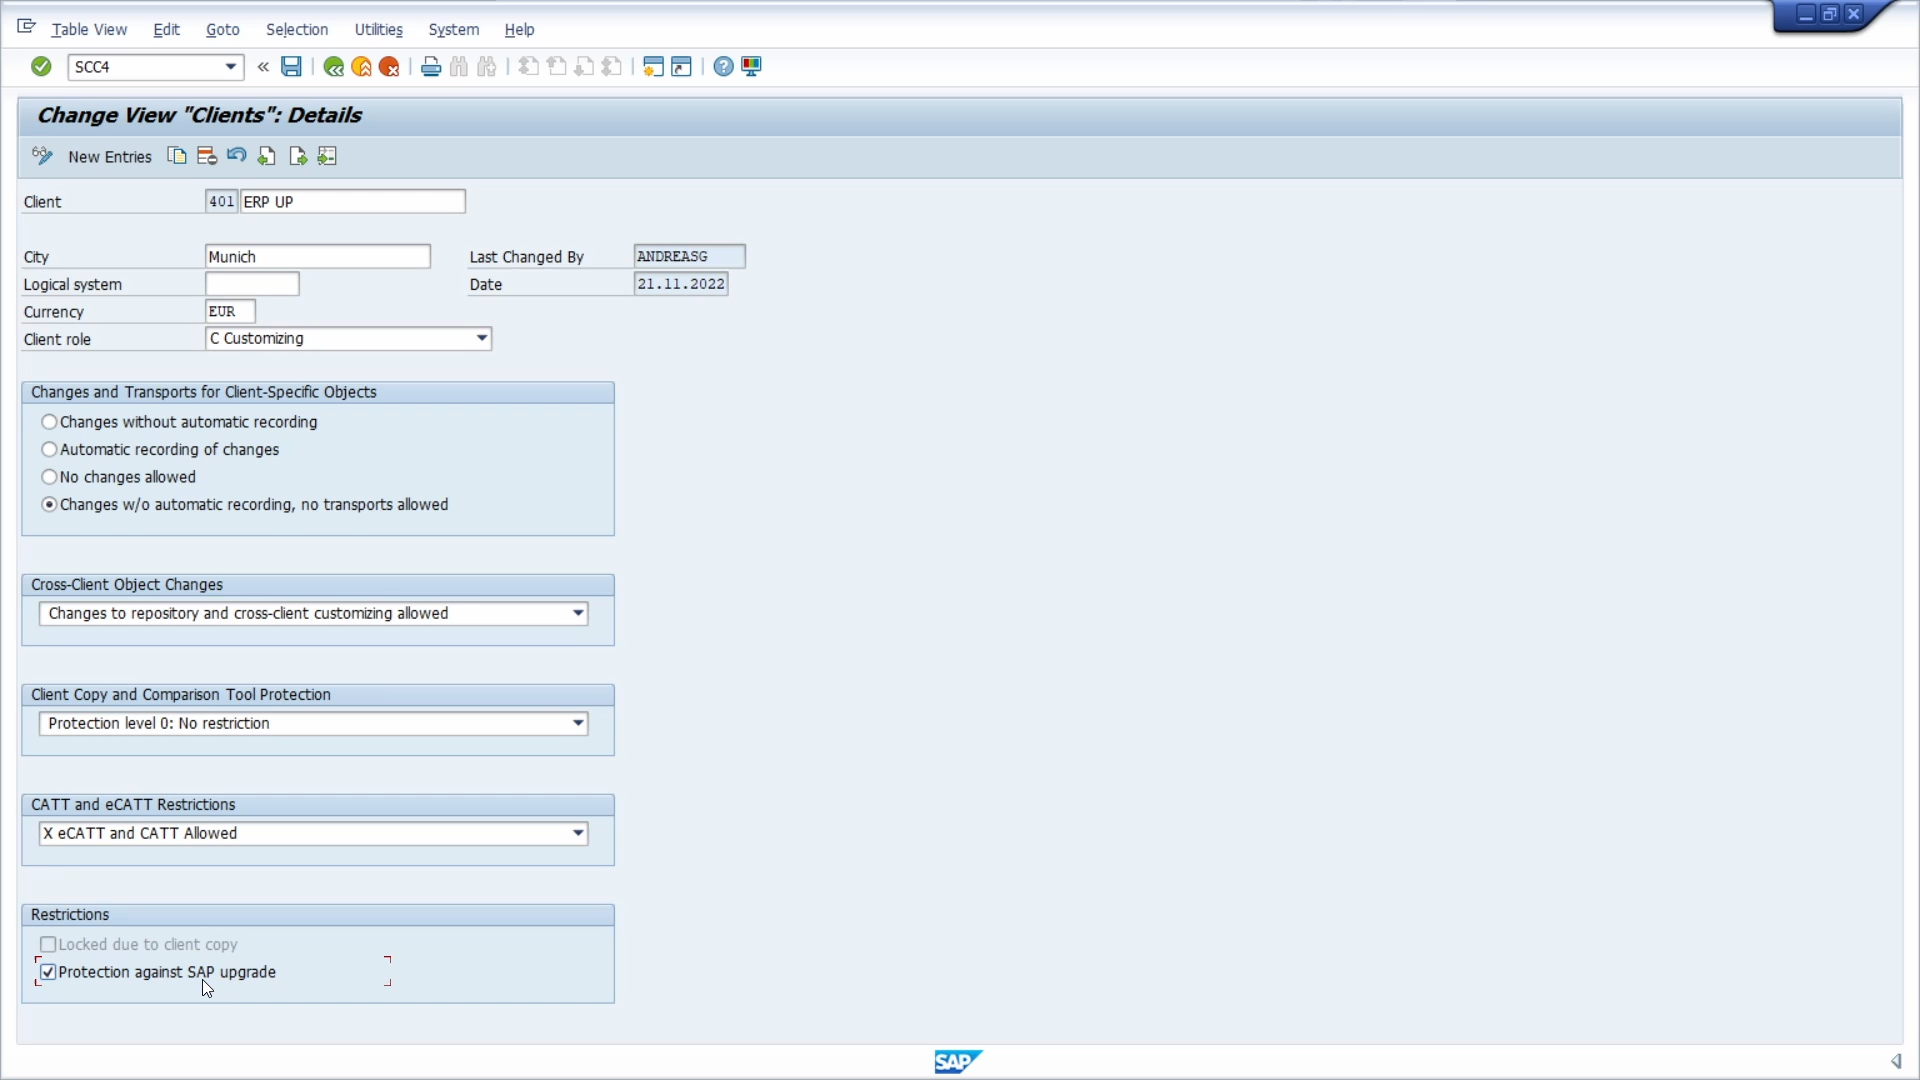 Table View Edit Goto Selection Utilities System Help
SCC4
Change View "Clients": Details
New Entries
Client 401 ERP UP
City Munich Last Changed By ANDREASG
Logical system Date 21.11.2022
Currency EUR
Client role C Customizing
Changes and Transports for Client-Specific Objects
Changes without automatic recording
Automatic recording of changes
No changes allowed
Changes w/o automatic recording, no transports allowed
Cross-Client Object Changes
Changes to repository and cross-client customizing allowed
Client Copy and Comparison Tool Protection
Protection level 0: No restriction
CATT and eCATT Restrictions
X eCATT and CATT Allowed
Restrictions
Locked due to client copy
Protection against SAP upgrade
SAP